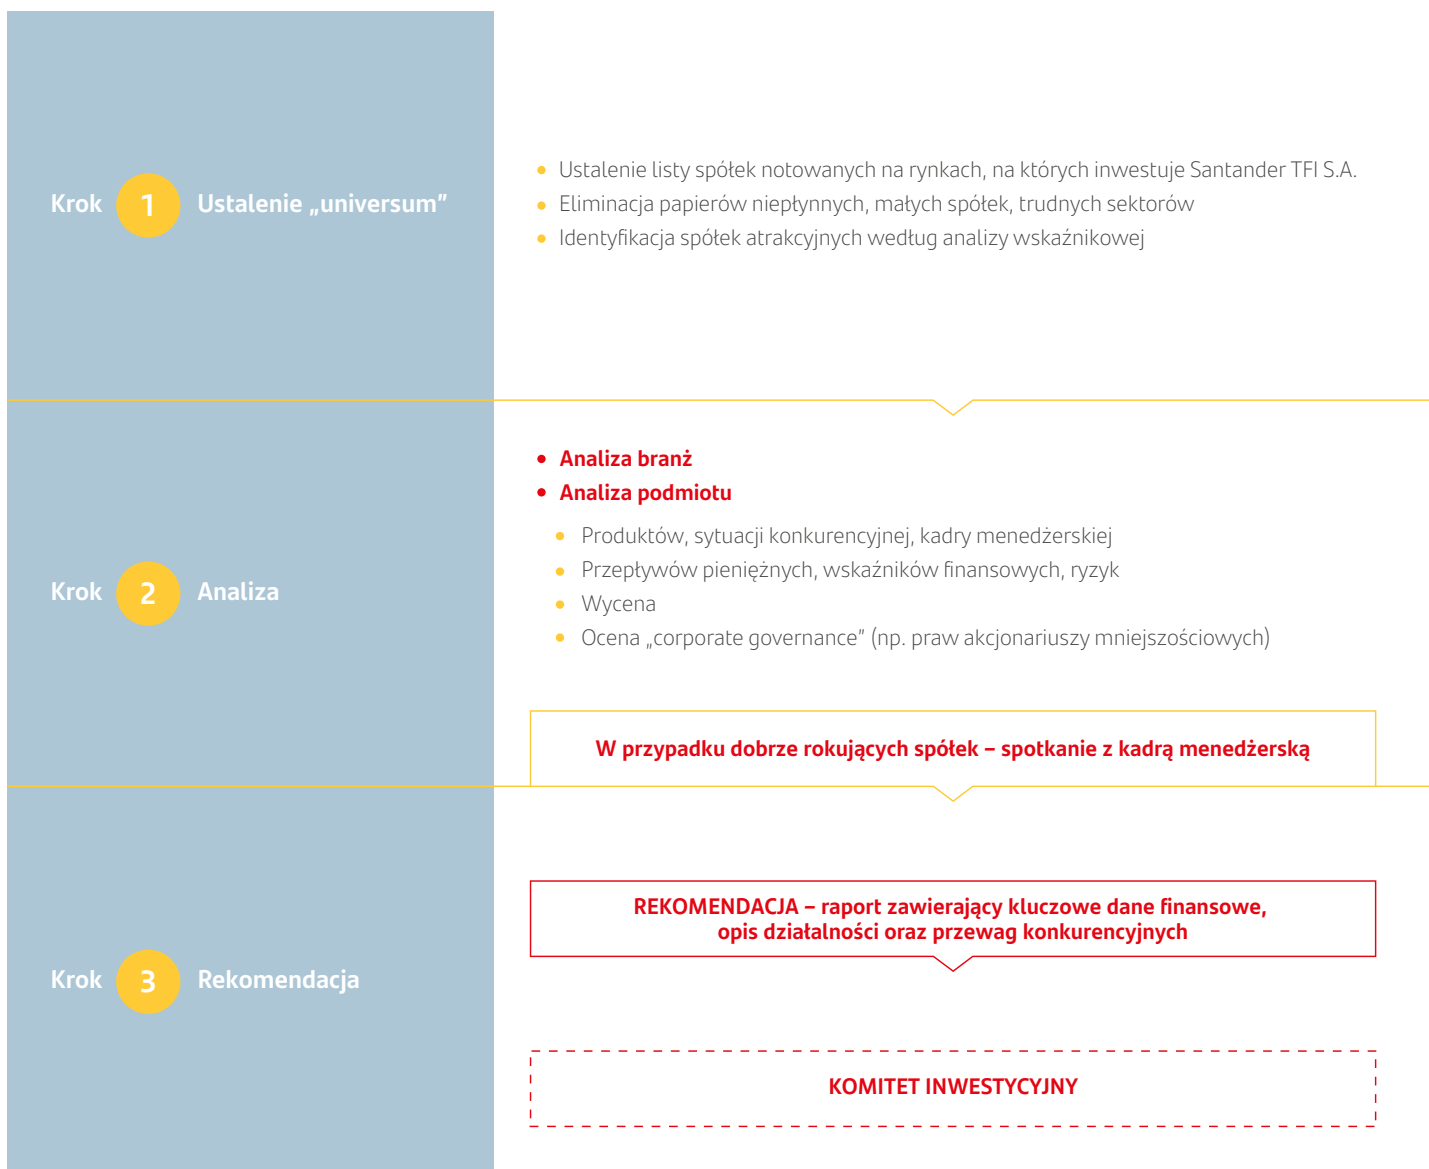 Krok 1 Ustalenie „universum”
• Ustalenie listy spółek notowanych na rynkach, na których inwestuje Santander TFI S.A.
• Eliminacja papierów niepłynnych, małych spółek, trudnych sektorów
• Identyfikacja spółek atrakcyjnych według analizy wskaźnikowej
Krok 2 Analiza
• Analiza branż
• Analiza podmiotu
• Produktów, sytuacji konkurencyjnej, kadry menedżerskiej
• Przepływów pieniężnych, wskaźników finansowych, ryzyk
• Wycena
• Ocena „corporate governance” (np. praw akcjonariuszy mniejszościowych)
W przypadku dobrze rokujących spółek – spotkanie z kadrą menedżerską
Krok 3 Rekomendacja
REKOMENDACJA – raport zawierający kluczowe dane finansowe,
opis działalności oraz przewag konkurencyjnych
KOMITET INWESTYCYJNY